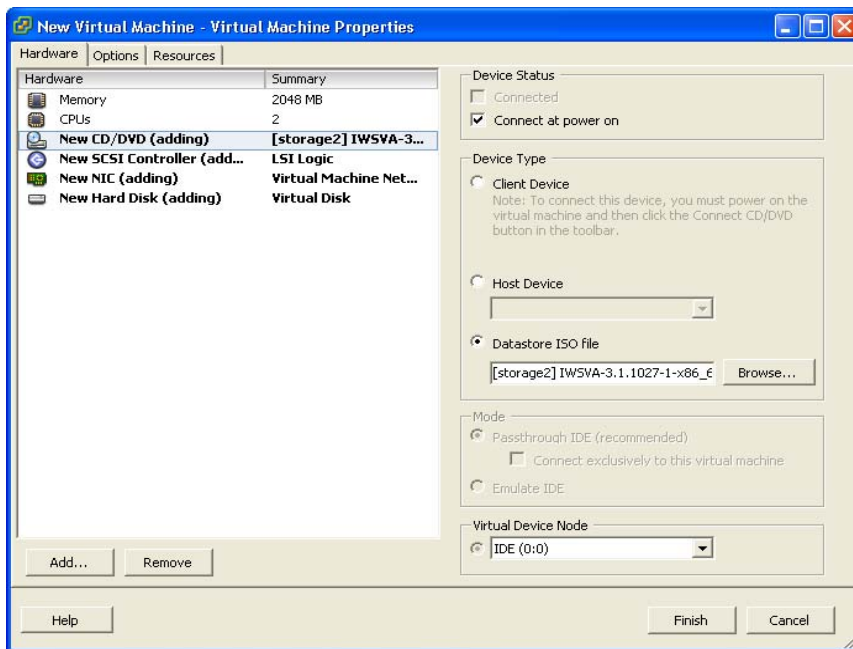 New Virtual Machine - Virtual Machine Properties
Hardware Options Resources
Hardware Summary
Memory 2048 MB
CPUs 2
New CD/DVD (adding) [storage2] IWSVA-3...
New SCSI Controller (add... LSI Logic
New NIC (adding) Virtual Machine Net...
New Hard Disk (adding) Virtual Disk
Add... Remove
Device Status
Connected
Connect at power on
Device Type
Client Device
Note: To connect this device, you must power on the
virtual machine and then click the Connect CD/DVD
button in the toolbar.
Host Device
Datastore ISO file
[storage2] IWSVA-3.1.1027-1-x86_6 Browse...
Mode
Passthrough IDE (recommended)
Connect exclusively to this virtual machine
Emulate IDE
Virtual Device Node
IDE (0:0)
Help Finish Cancel